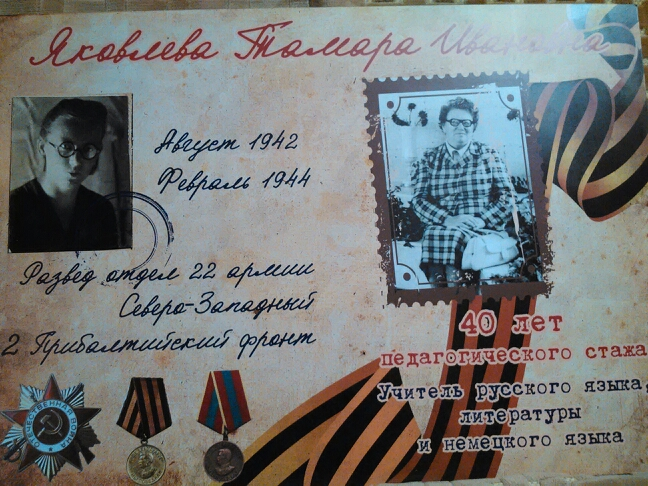 Яковлева Тамара Ивановна
Август 1942
Февраль 1944
Развед отдел 22 армии
Северо-Западный
2 Прибалтийский фронт
40 лет
педагогического стажа
Учитель русского языка,
литературы
и немецкого языка
ОТЕЧЕСТВЕННАЯ ВОЙНА